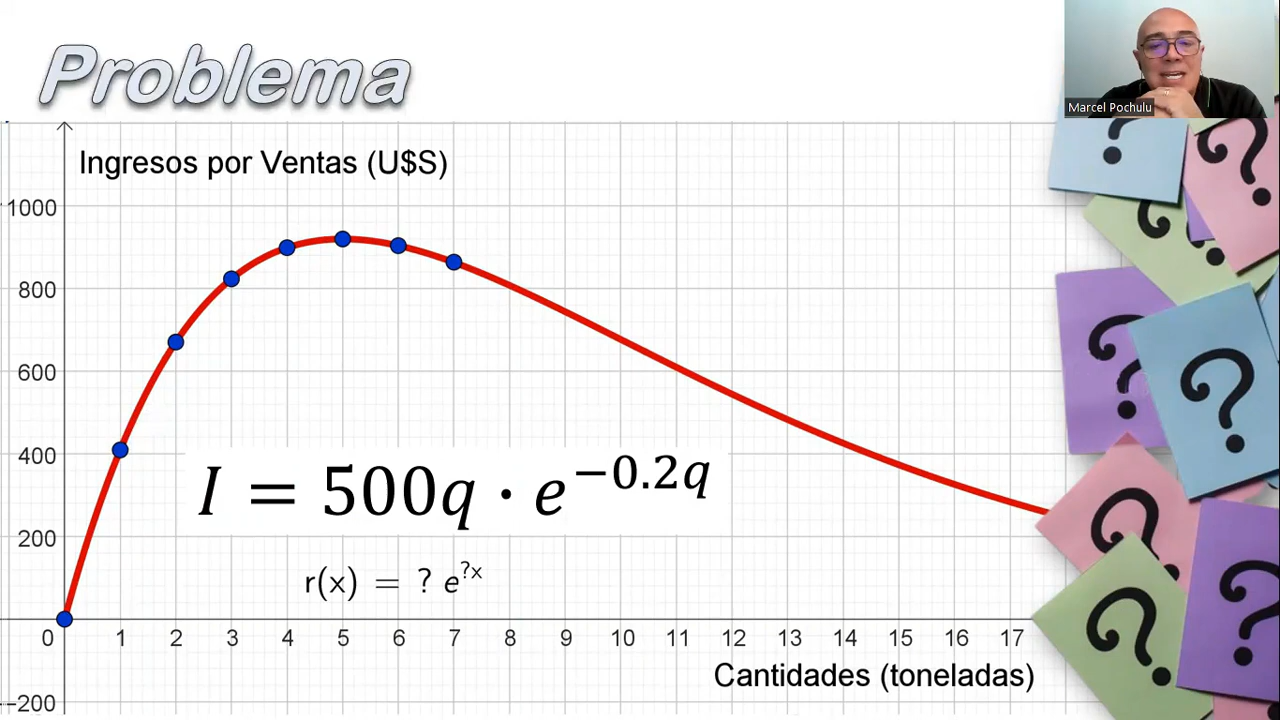 Problema
Marcel Pochulu
Ingresos por Ventas (U$S)
1000
800
600
400
200
0
-200
I = 500q · e^−0.2q
r(x) = ? e^?x
1 2 3 4 5 6 7 8 9 10 11 12 13 14 15 16 17
Cantidades (toneladas)
? ? ? ? ? ? ? ?